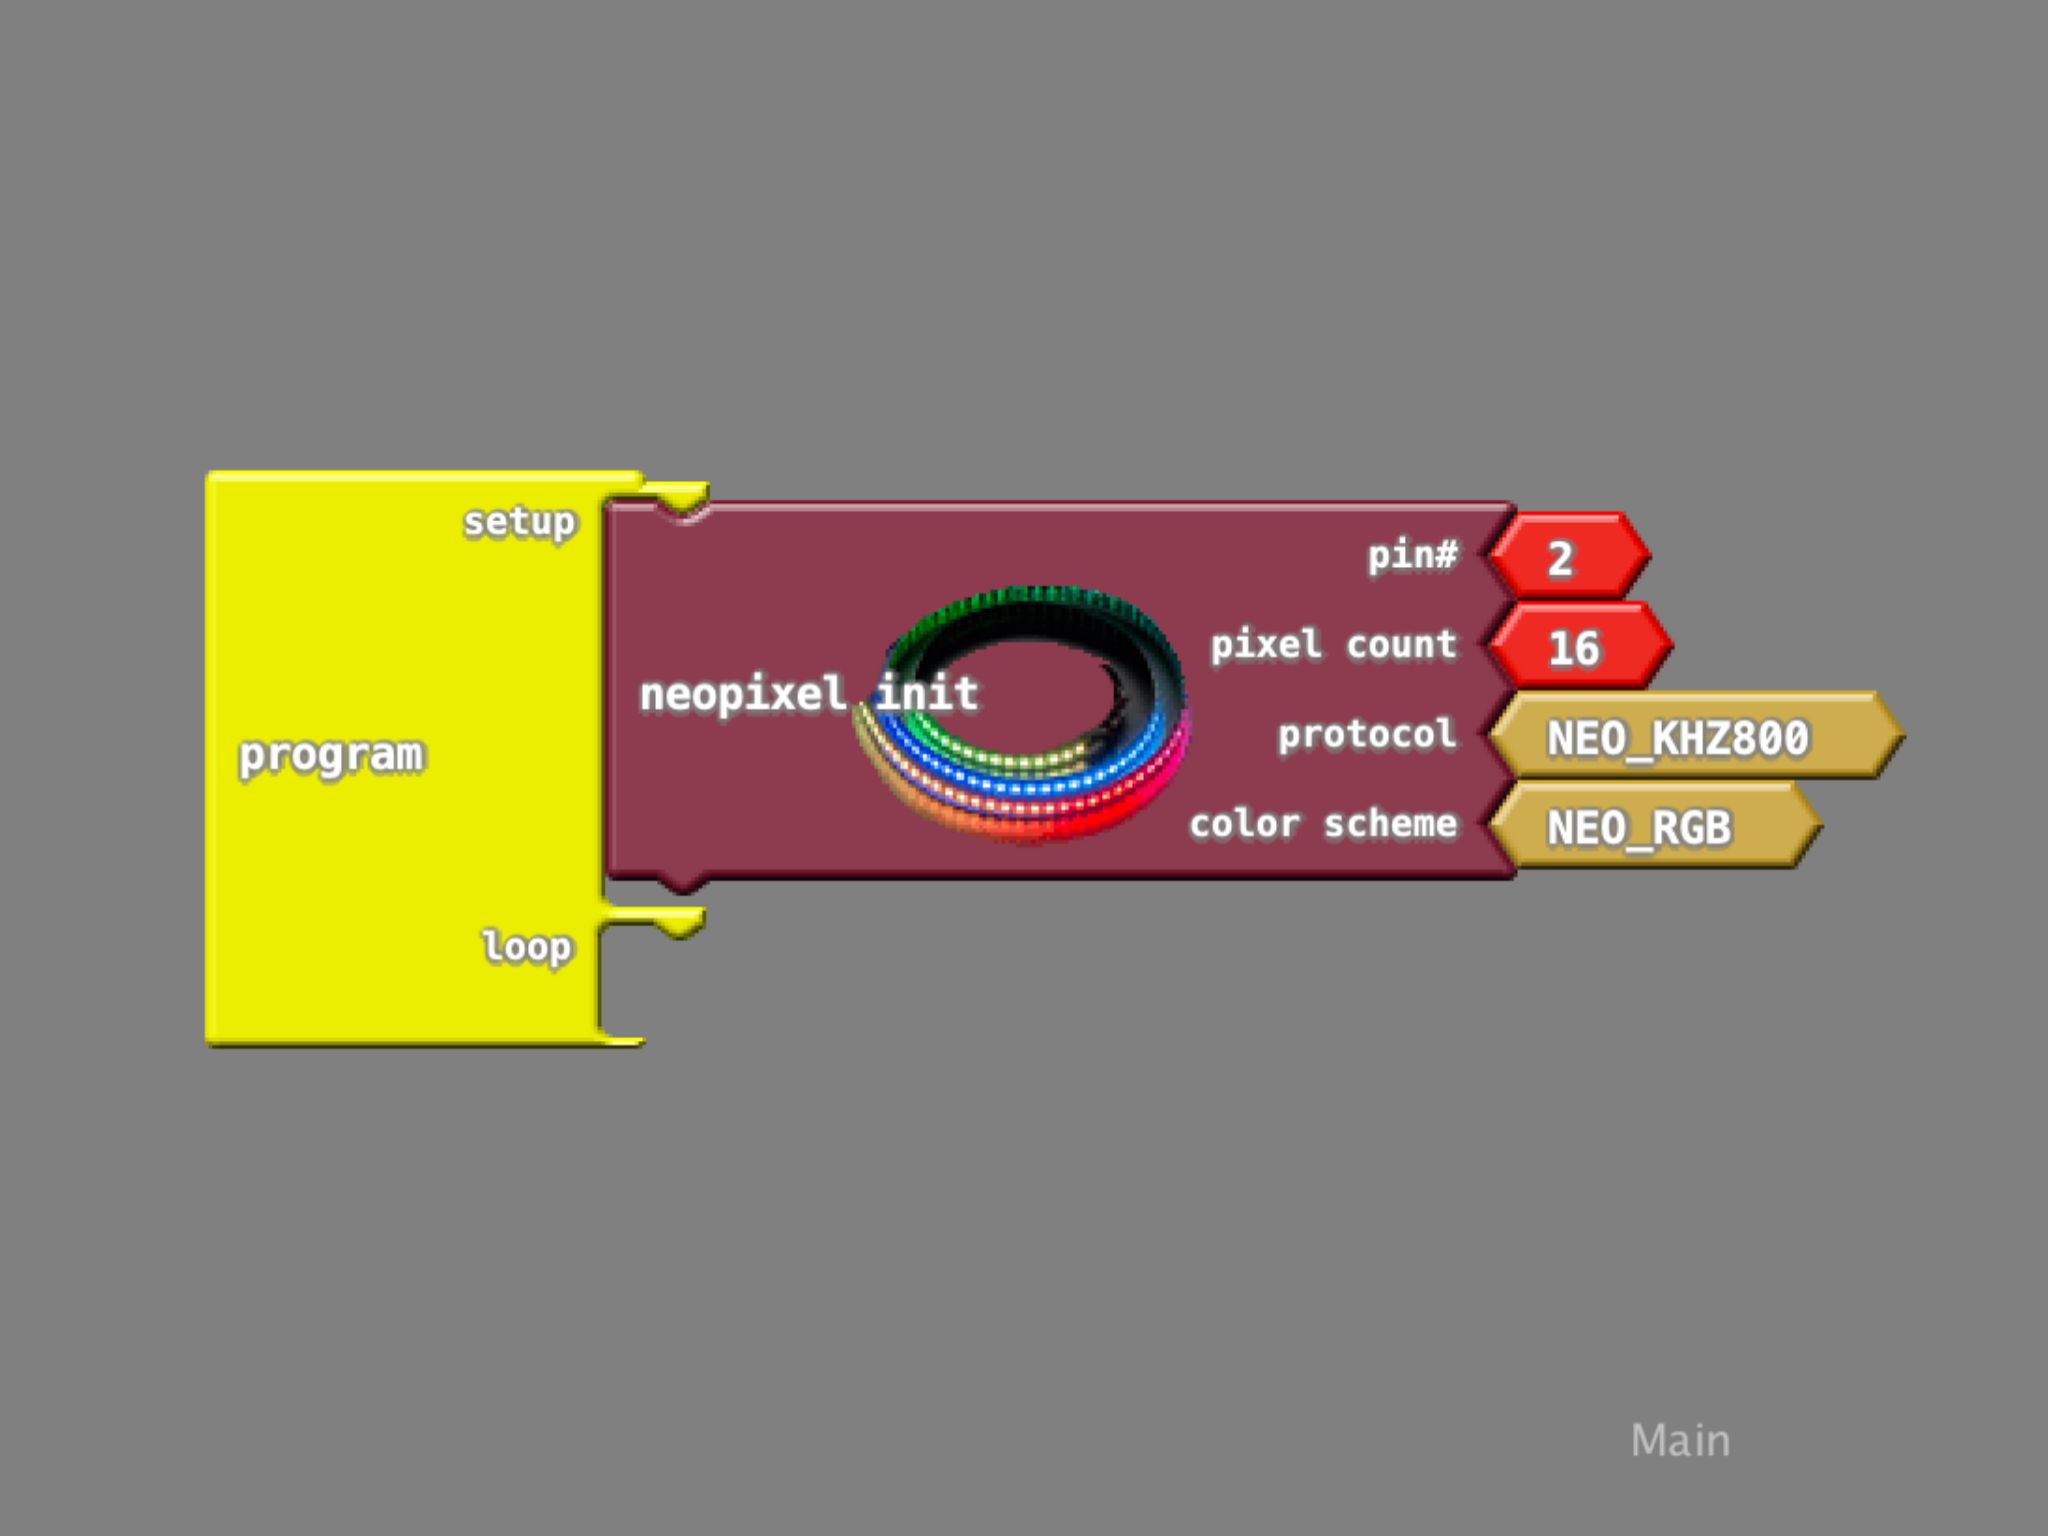 setup
program
loop
neopixel init
pin# 2
pixel count 16
protocol NEO_KHZ800
color scheme NEO_RGB
Main